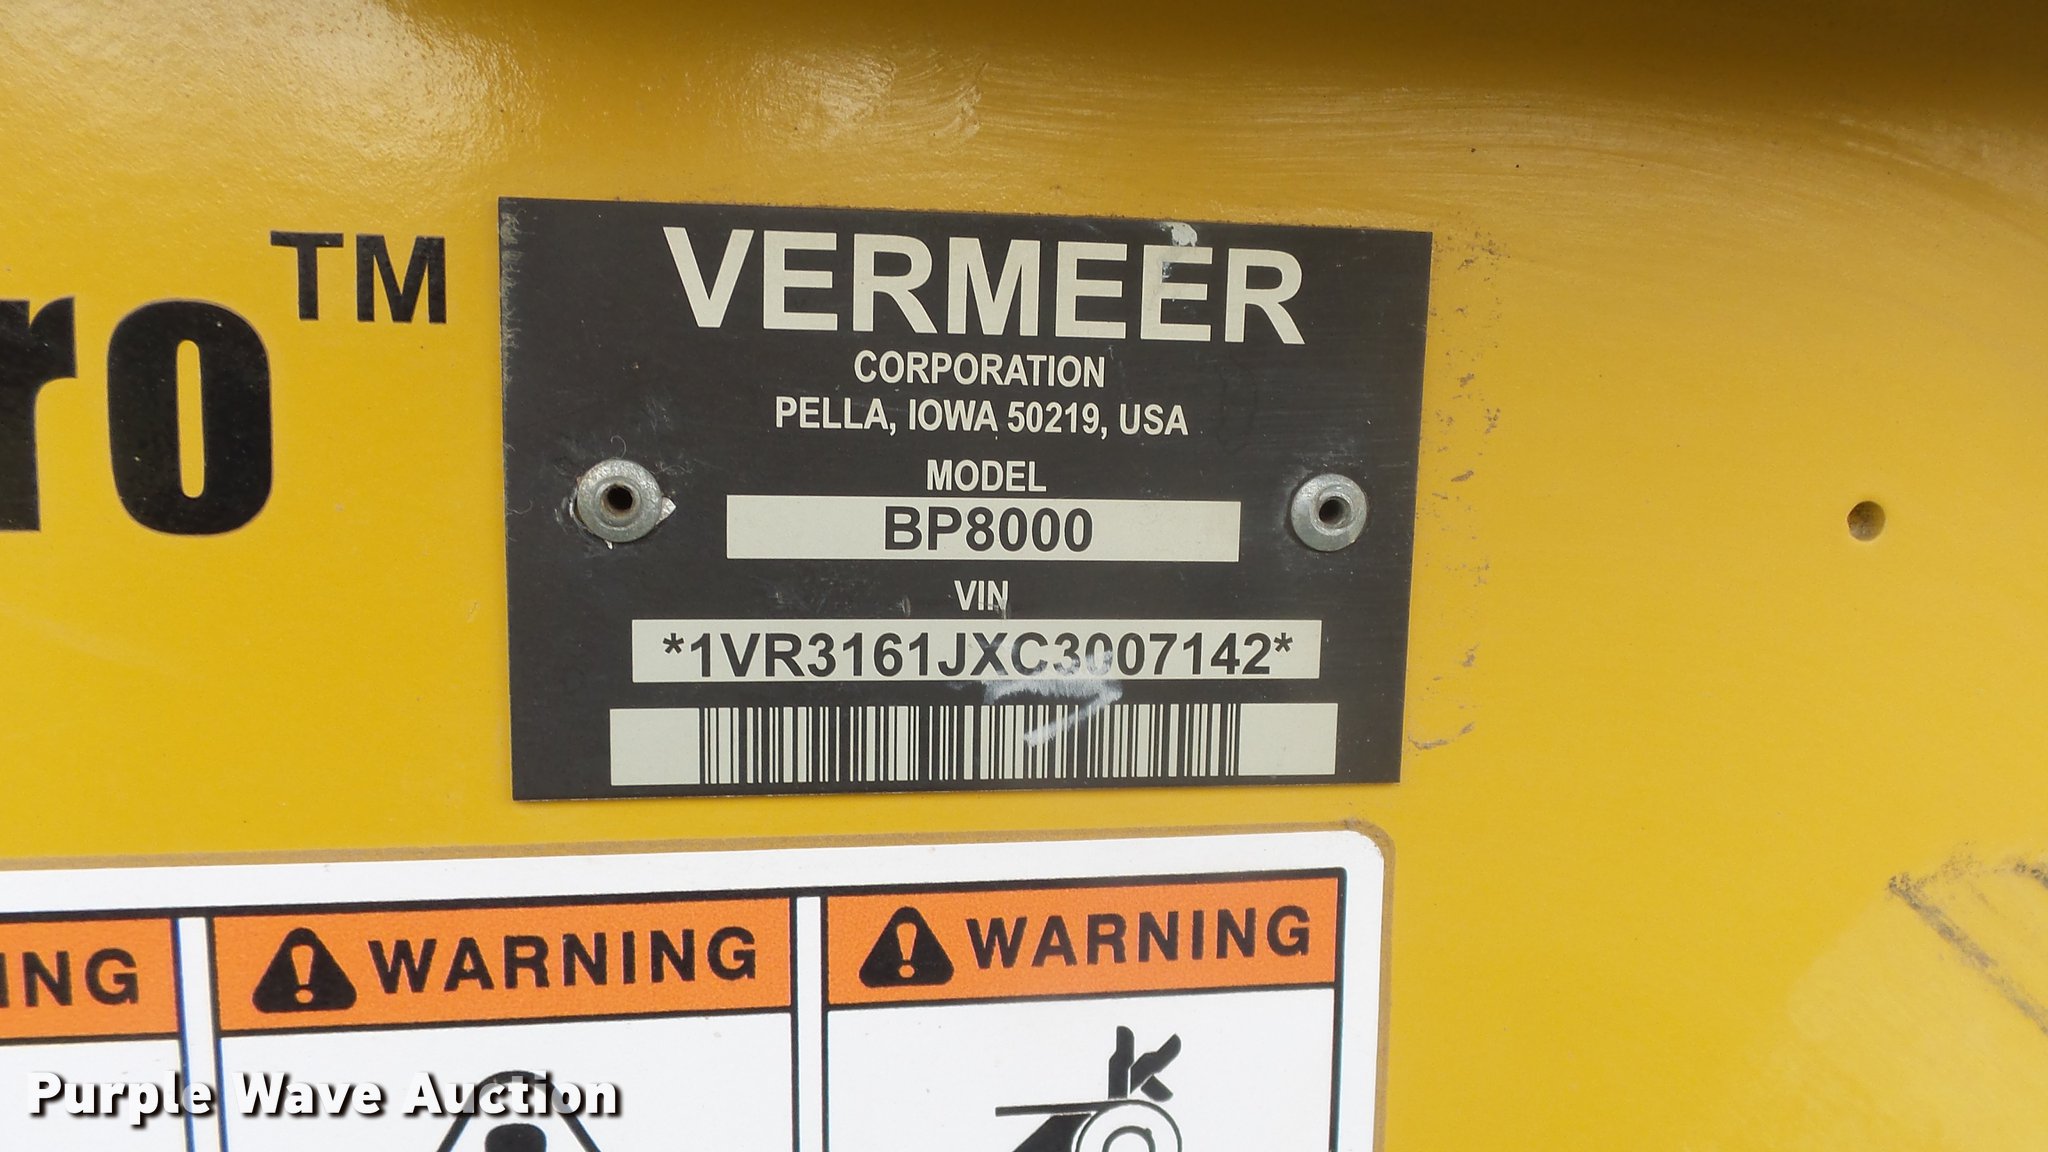 ro™
VERMEER
CORPORATION
PELLA, IOWA 50219, USA
MODEL
BP8000
VIN
*1VR3161JXC3007142*
ING
WARNING
WARNING
Purple Wave Auction